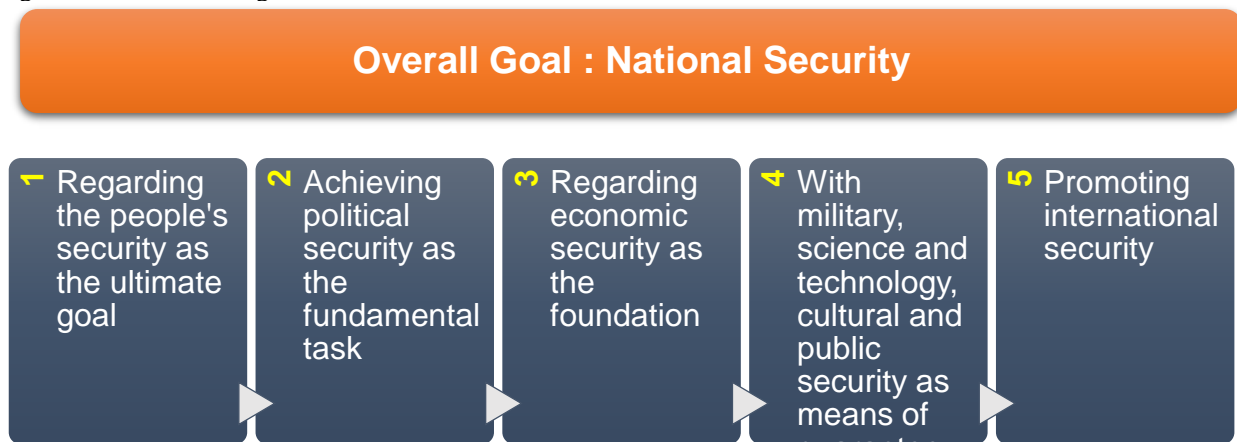 Overall Goal : National Security
1
Regarding
the people's
security as
the ultimate
goal
2
Achieving
political
security as
the
fundamental
task
3
Regarding
economic
security as
the
foundation
4
With
military,
science and
technology,
cultural and
public
security as
means of
5
Promoting
international
security